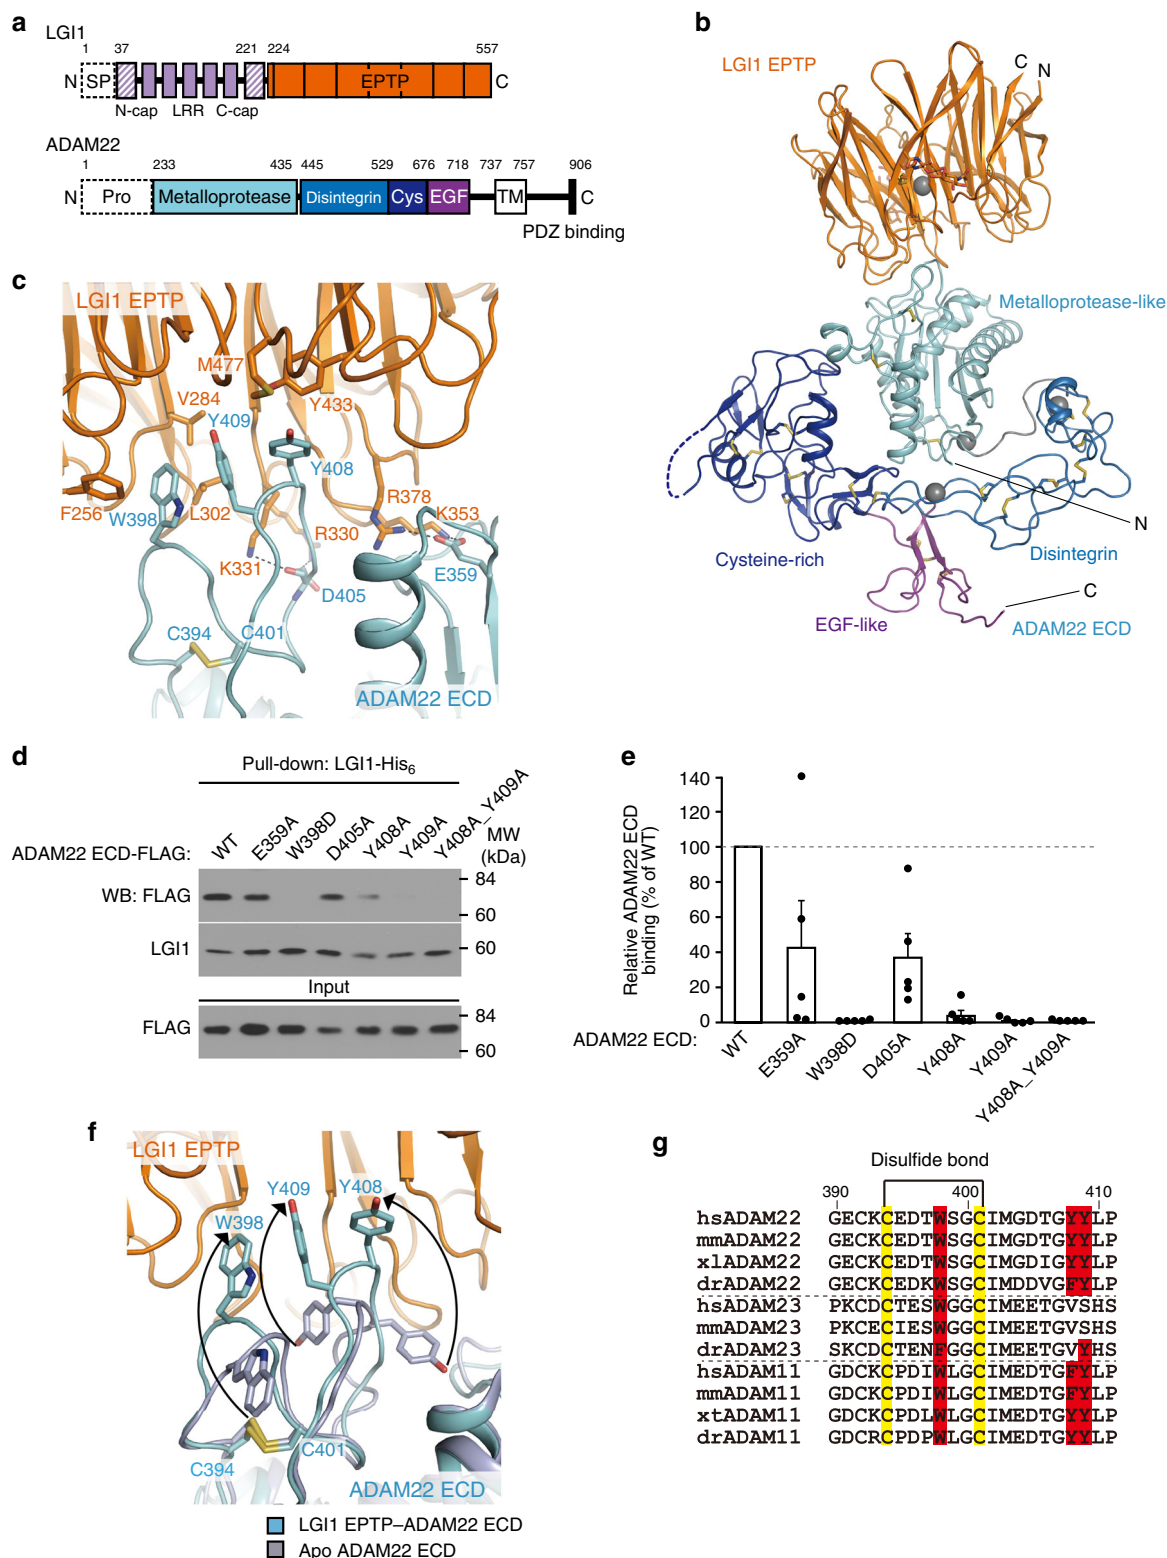 a
LGI1
1 37 221 224 557
N SP EPTP C
N-cap LRR C-cap
ADAM22
1 233 435 445 529 676 718 737 757 906
N Pro Metalloprotease Disintegrin Cys EGF TM C
PDZ binding
b
LGI1 EPTP
C N
Metalloprotease-like
N
Cysteine-rich
Disintegrin
C
EGF-like
ADAM22 ECD
c
LGI1 EPTP
M477
V284
Y433
Y409
Y408
F256
W398
L302
R378
K353
R330
K331
E359
D405
C394
C401
ADAM22 ECD
d
Pull-down: LGI1-His6
ADAM22 ECD-FLAG: WT E359A W398D D405A Y408A Y409A Y408A_Y409A
MW
(kDa)
WB: FLAG
84
60
LGI1
60
Input
FLAG
84
60
e
Relative ADAM22 ECD
binding (% of WT)
140
120
100
80
60
40
20
0
ADAM22 ECD: WT E359A W398D D405A Y408A Y409A Y408A_Y409A
f
LGI1 EPTP
Y409
Y408
W398
C401
C394
ADAM22 ECD
LGI1 EPTP–ADAM22 ECD
Apo ADAM22 ECD
g
Disulfide bond
390 400 410
hsADAM22 GECKCEDTWSGCIMGDTGYYLP
mmADAM22 GECKCEDTWSGCIMGDTGYYLP
xlADAM22 GECKCEDTWSGCIMGDIGYYLP
drADAM22 GECKCEDKWSGCIMDDVGFYLP
hsADAM23 PKCDCTESWGGCIMEETGVSHS
mmADAM23 PKCECIESWGGCIMEETGVSHS
drADAM23 SKCDCTENFGGCIMEETGVYHS
hsADAM11 GDCKCPDIWLGCIMEDTGFYLP
mmADAM11 GDCKCPDIWLGCIMEDTGFYLP
xtADAM11 GDCKCPDLWLGCIMEDTGYYLP
drADAM11 GDCRCPDPWLGCIMEDTGYYLP